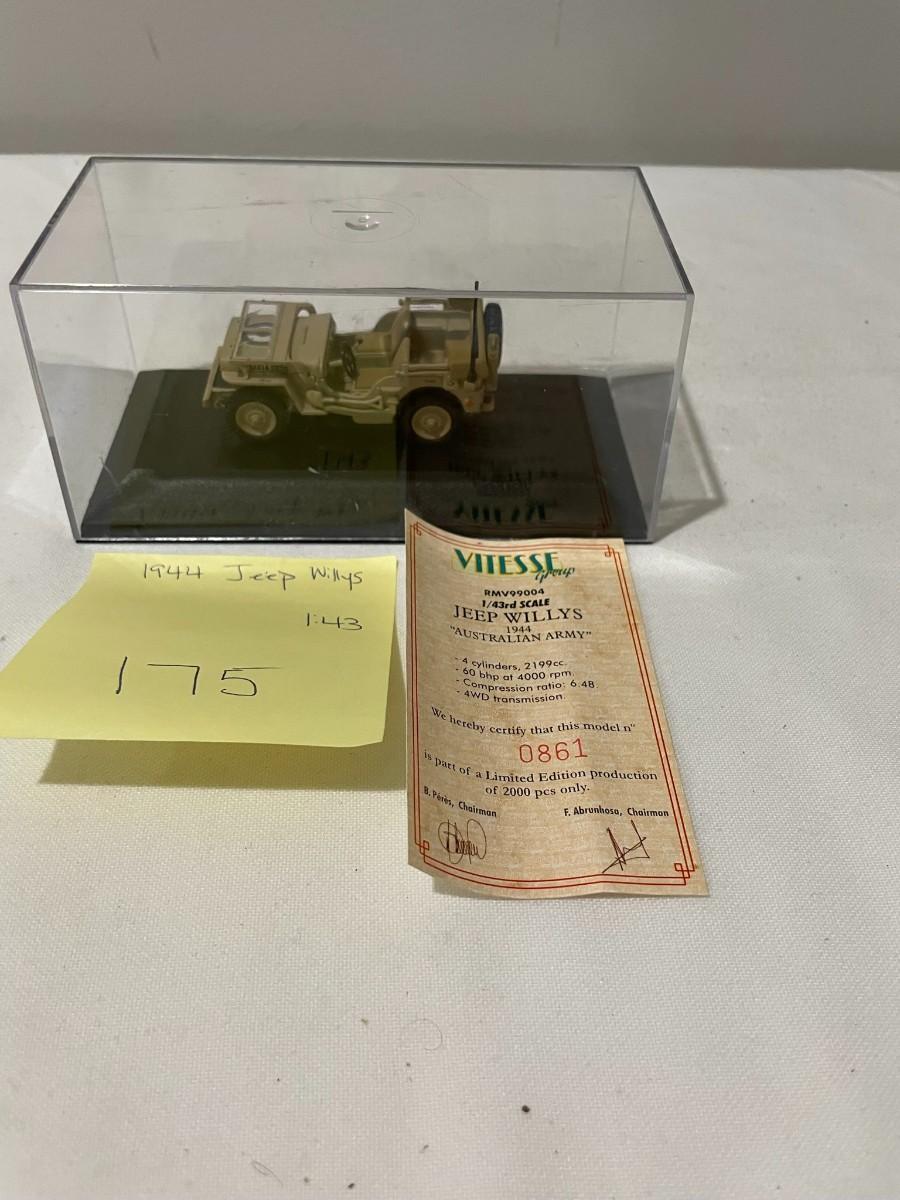 1944 Jeep Willys
1:43
175
VITESSE
group
RMV99004
1/43rd SCALE
JEEP WILLYS
1944
"AUSTRALIAN ARMY"
- 4 cylinders, 2199cc.
- 60 bhp at 4000 rpm.
- Compression ratio: 6.48.
- 4WD transmission.
We hereby certify that this model n°
0861
is part of a Limited Edition production
of 2000 pcs only.
B. Pérès, Chairman
F. Abrunhosa, Chairman